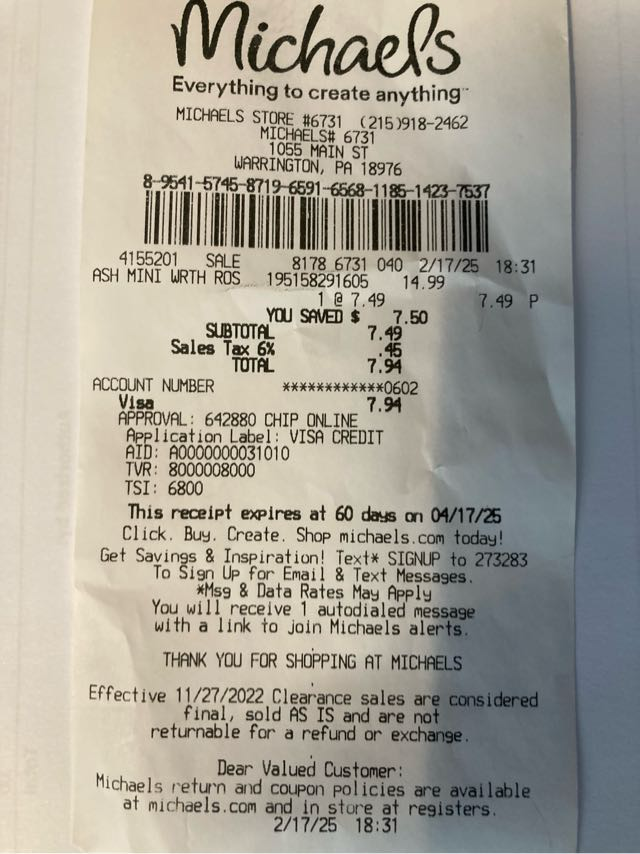 Michaels
Everything to create anything™
MICHAELS STORE #6731 (215)918-2462
MICHAELS# 6731
1055 MAIN ST
WARRINGTON, PA 18976
8-9541-5745-8719-6591-6568-1185-1423-7537
4155201 SALE 8178 6731 040 2/17/25 18:31
ASH MINI WRTH ROS 195158291605 14.99
1 @ 7.49 7.49 P
YOU SAVED $ 7.50
SUBTOTAL 7.49
Sales Tax 6% .45
TOTAL 7.94
ACCOUNT NUMBER ************0602
Visa 7.94
APPROVAL: 642880 CHIP ONLINE
Application Label: VISA CREDIT
AID: A0000000031010
TVR: 8000008000
TSI: 6800
This receipt expires at 60 days on 04/17/25
Click. Buy. Create. Shop michaels.com today!
Get Savings & Inspiration! Text* SIGNUP to 273283
To Sign Up for Email & Text Messages.
*Msg & Data Rates May Apply
You will receive 1 autodialed message
with a link to join Michaels alerts.
THANK YOU FOR SHOPPING AT MICHAELS
Effective 11/27/2022 Clearance sales are considered
final, sold AS IS and are not
returnable for a refund or exchange.
Dear Valued Customer:
Michaels return and coupon policies are available
at michaels.com and in store at registers.
2/17/25 18:31